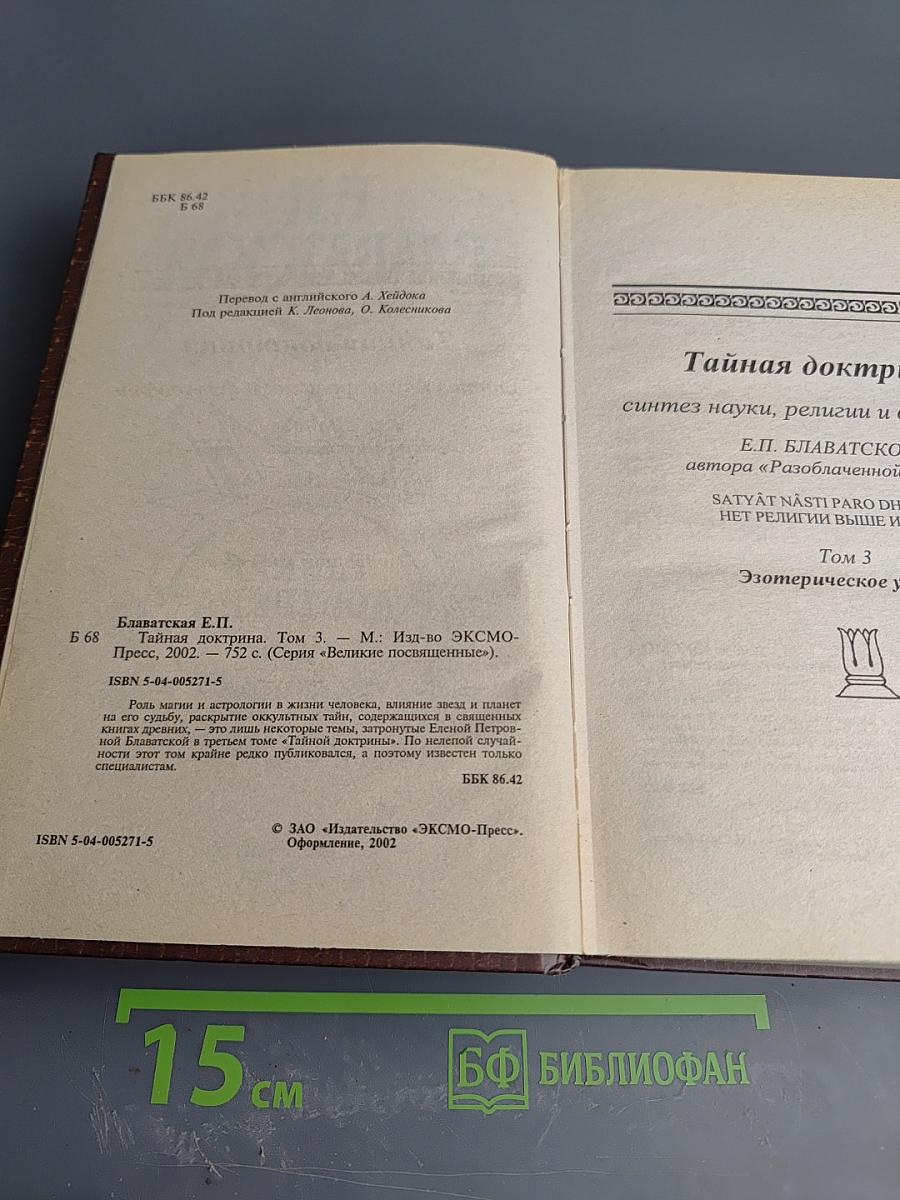 ББК 86.42
Б 68
Перевод с английского А. Хейдока
Под редакцией К. Леонова, О. Колесникова
Блаватская Е.П.
Б 68 Тайная доктрина. Том 3. — М.: Изд-во ЭКСМО-
Пресс, 2002. — 752 с. (Серия «Великие посвященные»).
ISBN 5-04-005271-5
Роль магии и астрологии в жизни человека, влияние звезд и планет
на его судьбу, раскрытие оккультных тайн, содержащихся в священных
книгах древних, — это лишь некоторые темы, затронутые Еленой Петров-
ной Блаватской в третьем томе «Тайной доктрины». По нелепой случай-
ности этот том крайне редко публиковался, а поэтому известен только
специалистам.
ББК 86.42
ISBN 5-04-005271-5
© ЗАО «Издательство «ЭКСМО-Пресс».
Оформление, 2002
Тайная
синтез науки, религии и
Е.П.
автора «Разоблаченной
SATYÂT NÂSTI PARO
НЕТ РЕЛИГИИ ВЫШЕ
Том 3
Эзотерическое
15 см
БФ БИБЛИОФАН